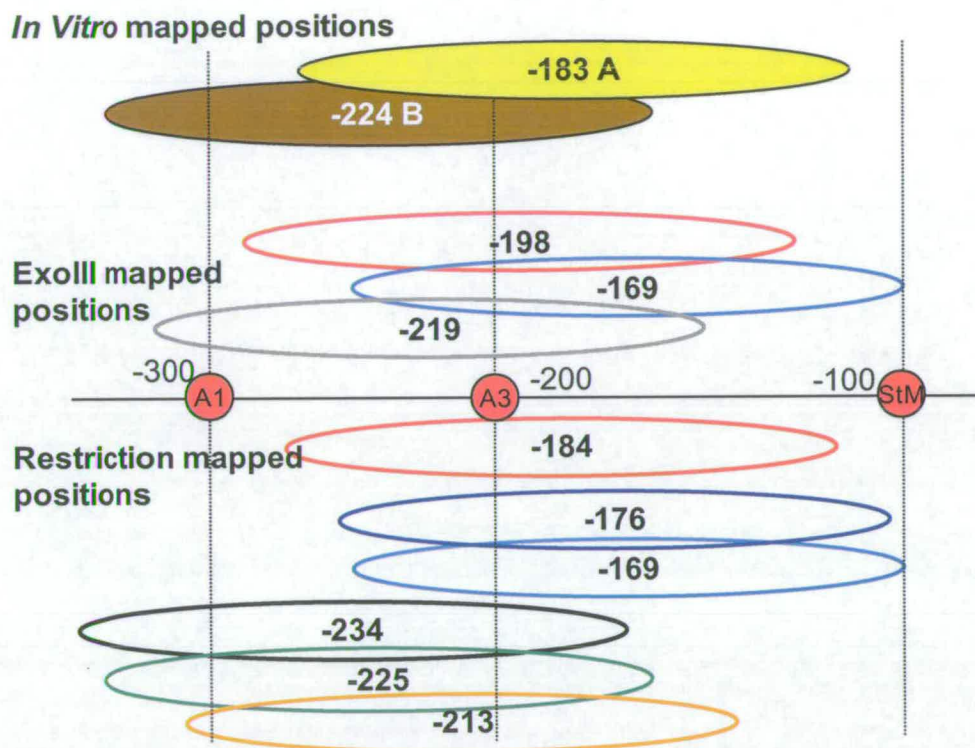 In Vitro mapped positions
-183 A
-224 B
-198
ExoIII mapped
positions
-169
-219
-300
A1
A3
-200
-100
StM
-184
Restriction mapped
positions
-176
-169
-234
-225
-213